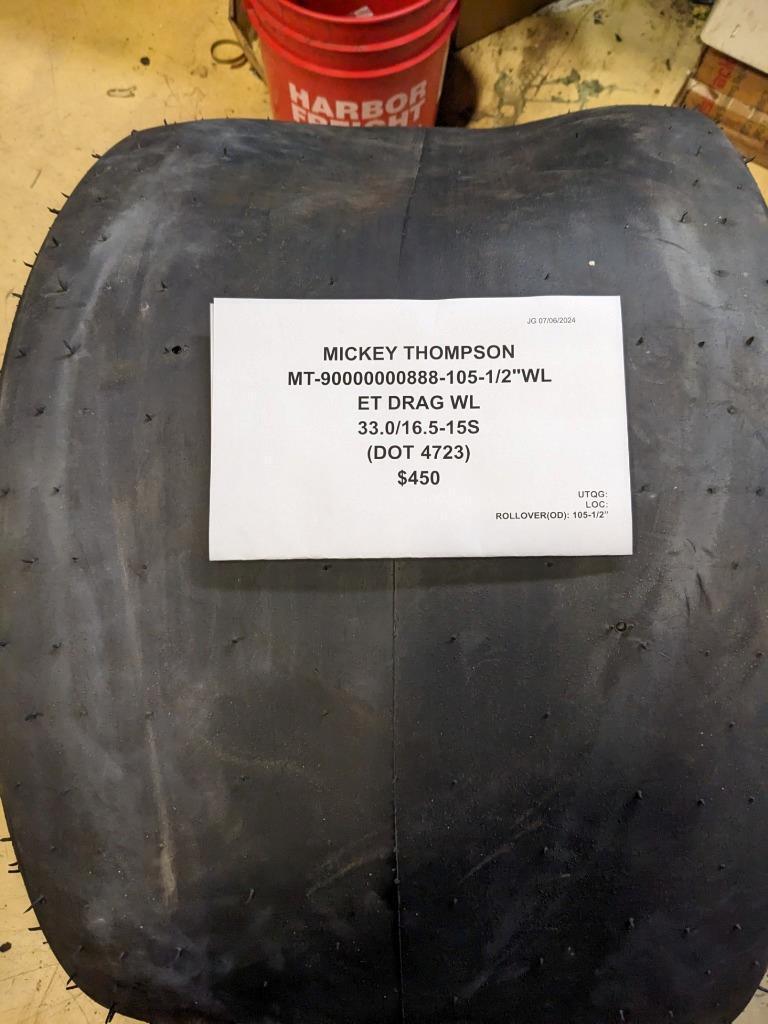 HARBOR
FREIGHT
JG 07/06/2024
MICKEY THOMPSON
MT-90000000888-105-1/2"WL
ET DRAG WL
33.0/16.5-15S
(DOT 4723)
$450
UTQG:
LOC:
ROLLOVER(OD): 105-1/2"